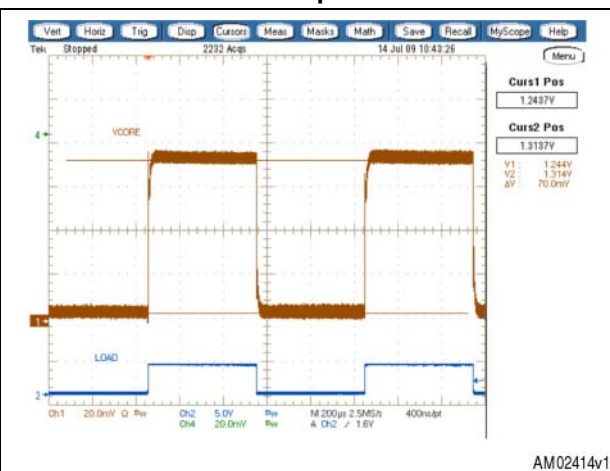 Vert Horiz Trig Disp Cursors Meas Masks Math Save Recall MyScope Help
Tek Stopped 2232 Acqs 14 Jul 09 10:43:26 Menu
Curs1 Pos
1.2437V
Curs2 Pos
1.3137V
V1: 1.244V
V2: 1.314V
ΔV: 70.0mV
4
VCORE
1
LOAD
2
Ch1 20.0mV Ω Bw Ch2 5.0V Bw M 200µs 2.5MS/s 400ns/pt
Ch4 20.0mV Bw A Ch2 ∕ 1.6V
AM02414v1